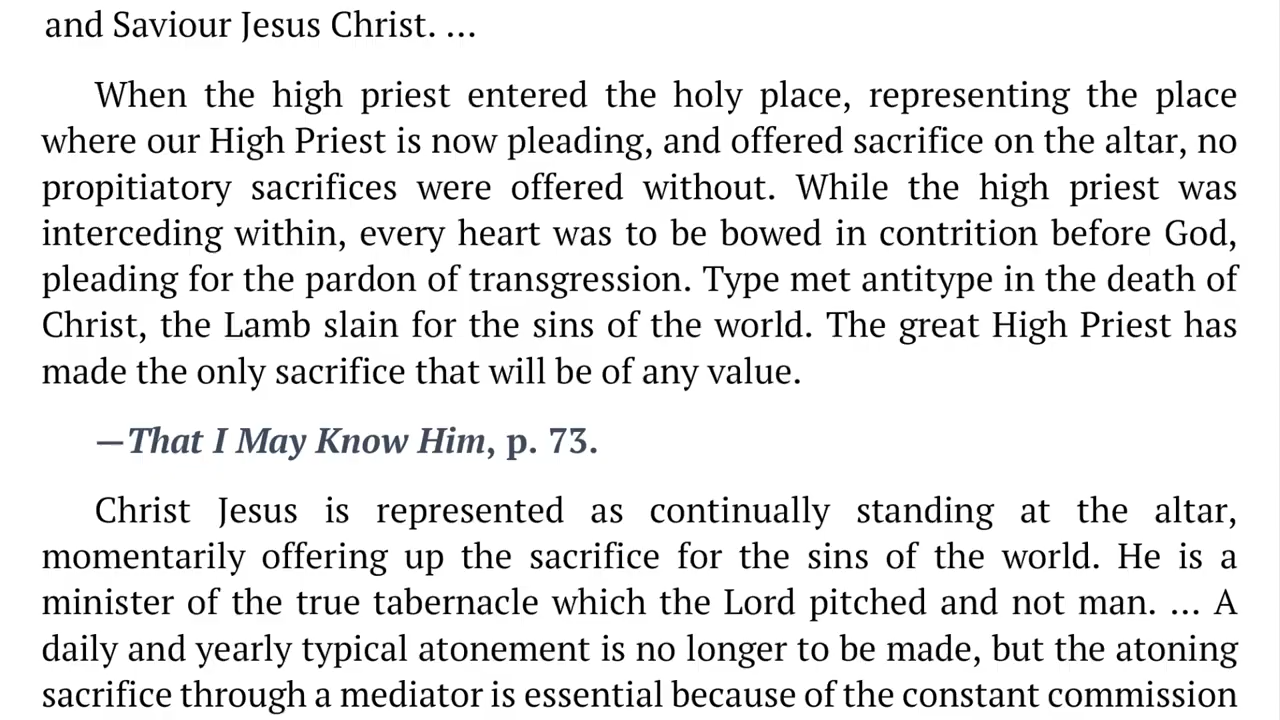 and Saviour Jesus Christ. ...
When the high priest entered the holy place, representing the place
where our High Priest is now pleading, and offered sacrifice on the altar, no
propitiatory sacrifices were offered without. While the high priest was
interceding within, every heart was to be bowed in contrition before God,
pleading for the pardon of transgression. Type met antitype in the death of
Christ, the Lamb slain for the sins of the world. The great High Priest has
made the only sacrifice that will be of any value.
—That I May Know Him, p. 73.
Christ Jesus is represented as continually standing at the altar,
momentarily offering up the sacrifice for the sins of the world. He is a
minister of the true tabernacle which the Lord pitched and not man. ... A
daily and yearly typical atonement is no longer to be made, but the atoning
sacrifice through a mediator is essential because of the constant commission